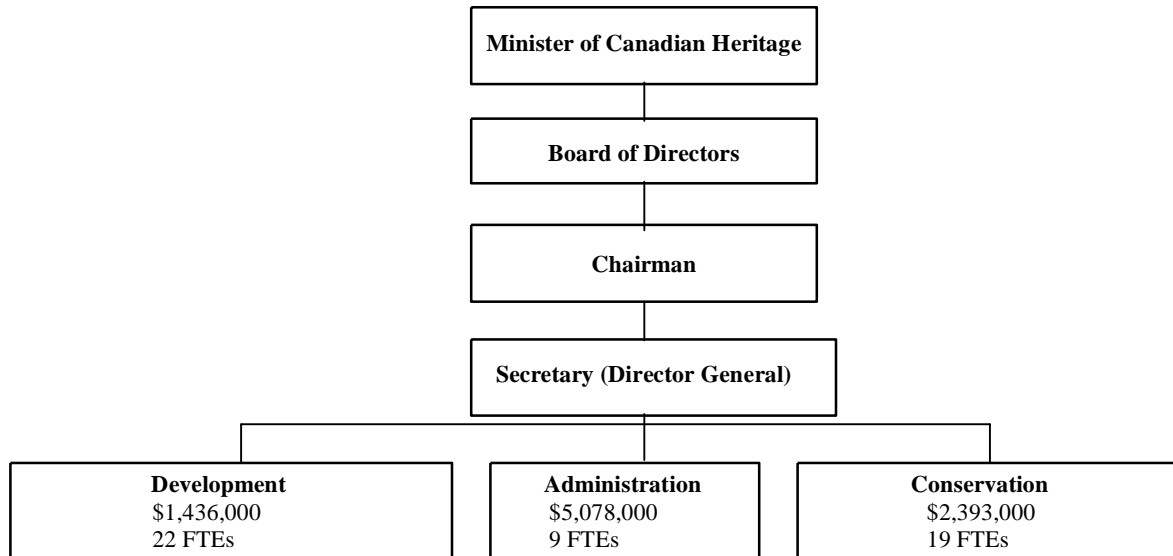 Minister of Canadian Heritage
Board of Directors
Chairman
Secretary (Director General)
Development
$1,436,000
22 FTEs
Administration
$5,078,000
9 FTEs
Conservation
$2,393,000
19 FTEs